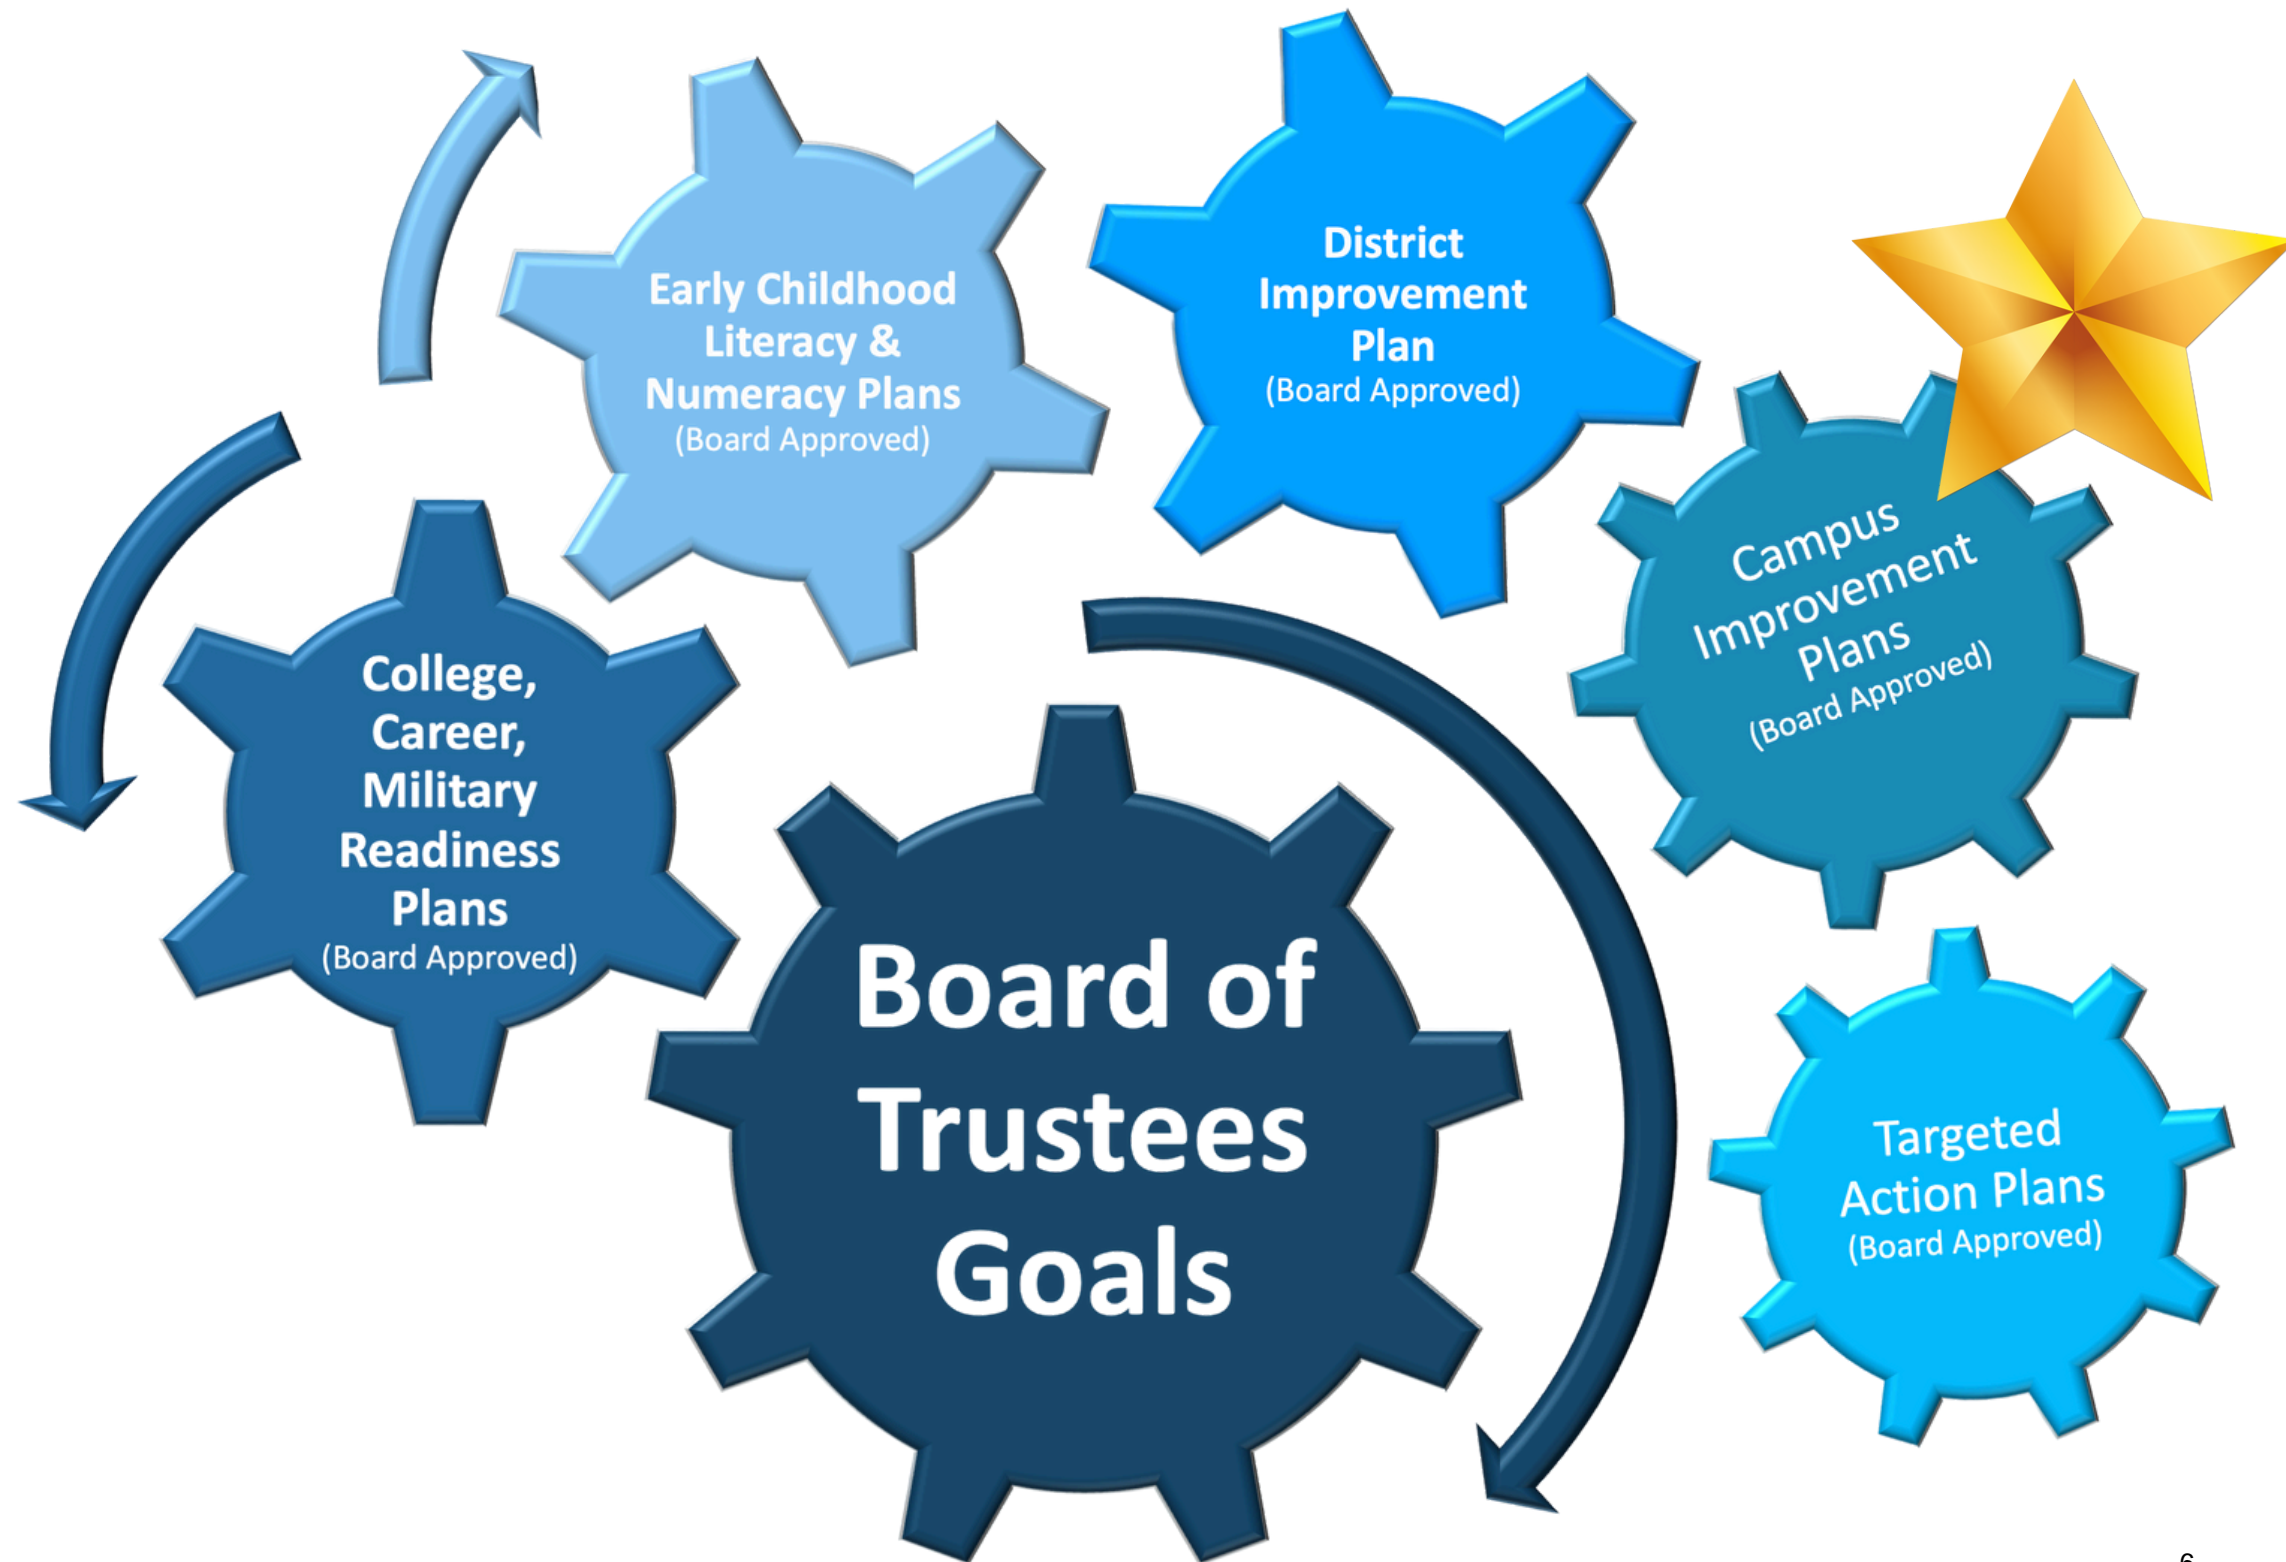 Early Childhood
Literacy &
Numeracy Plans
(Board Approved)
District
Improvement
Plan
(Board Approved)
Campus
Improvement
Plans
(Board Approved)
College,
Career,
Military
Readiness
Plans
(Board Approved)
Board of
Trustees
Goals
Targeted
Action Plans
(Board Approved)
6